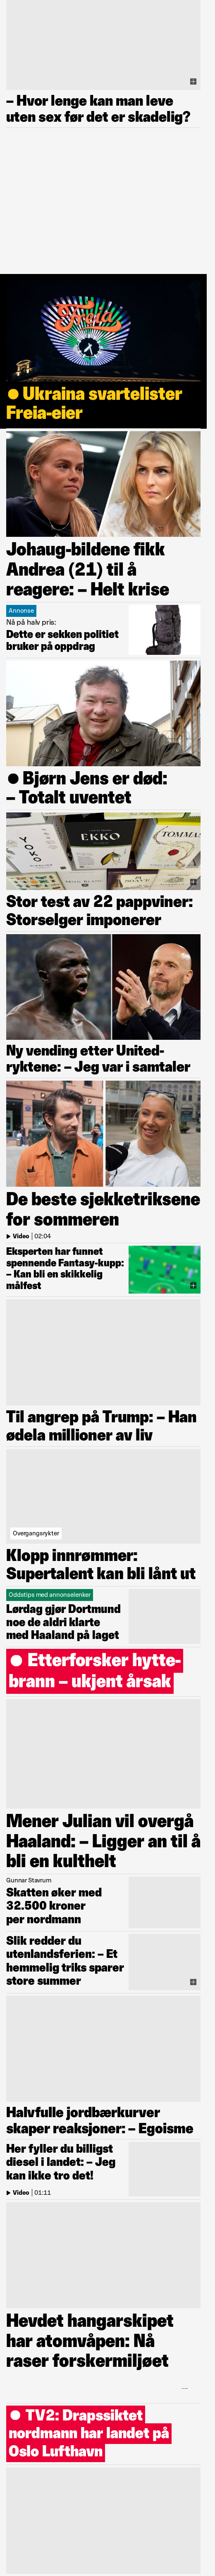 – Hvor lenge kan man leve
uten sex før det er skadelig?
Freia
Ukraina svartelister
Freia-eier
Johaug-bildene fikk
Andrea (21) til å
reagere: – Helt krise
Annonse
Nå på halv pris:
Dette er sekken politiet
bruker på oppdrag
Bjørn Jens er død:
– Totalt uventet
YOKO
EKKO
TOMMASI
Stor test av 22 pappviner:
Storselger imponerer
Ny vending etter United-
ryktene: – Jeg var i samtaler
De beste sjekketriksene
for sommeren
Video | 02:04
Eksperten har funnet
spennende Fantasy-kupp:
– Kan bli en skikkelig
målfest
Til angrep på Trump: – Han
ødela millioner av liv
Overgangsrykter
Klopp innrømmer:
Supertalent kan bli lånt ut
Oddstips med annonselenker
Lørdag gjør Dortmund
noe de aldri klarte
med Haaland på laget
Etterforsker hytte-
brann – ukjent årsak
Mener Julian vil overgå
Haaland: – Ligger an til å
bli en kulthelt
Gunnar Stavrum
Skatten øker med
32.500 kroner
per nordmann
Slik redder du
utenlandsferien: – Et
hemmelig triks sparer
store summer
Halvfulle jordbærkurver
skaper reaksjoner: – Egoisme
Her fyller du billigst
diesel i landet: – Jeg
kan ikke tro det!
Video | 01:11
Hevdet hangarskipet
har atomvåpen: Nå
raser forskermiljøet
TV2: Drapssiktet
nordmann har landet på
Oslo Lufthavn